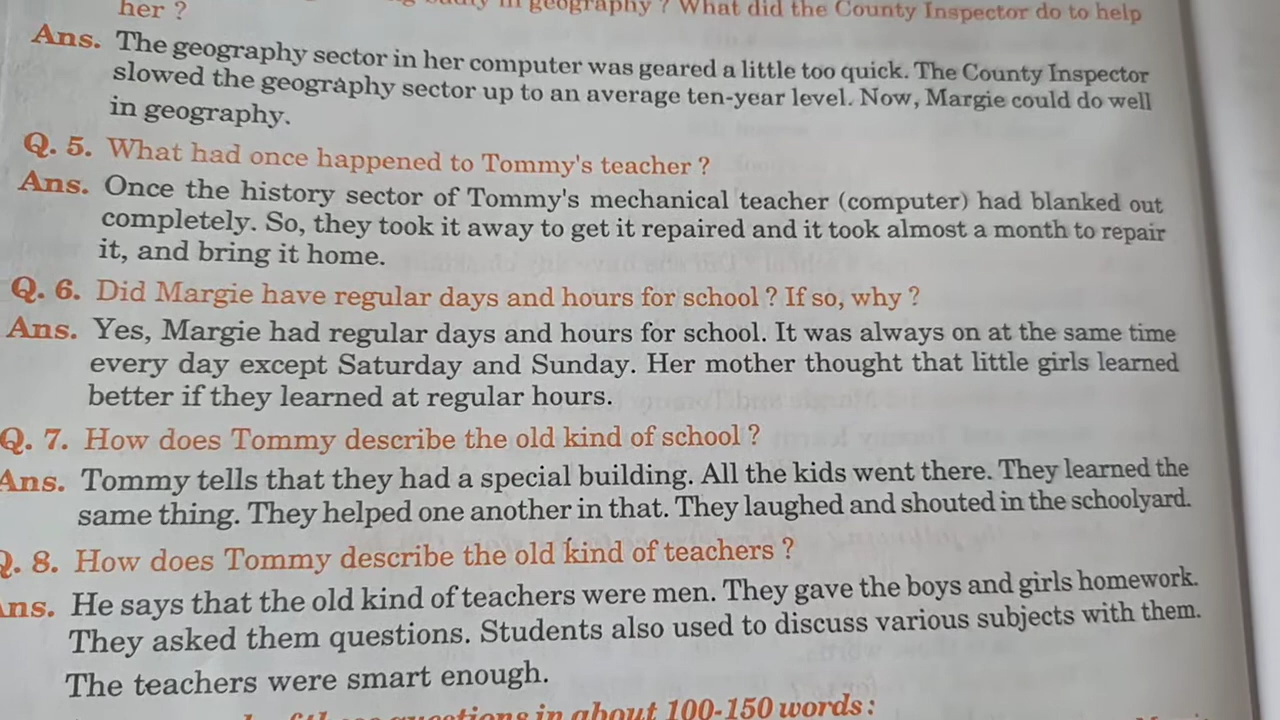 geography ? What did the County Inspector do to help
her ?
Ans. The geography sector in her computer was geared a little too quick. The County Inspector
slowed the geography sector up to an average ten-year level. Now, Margie could do well
in geography.
Q. 5. What had once happened to Tommy's teacher ?
Ans. Once the history sector of Tommy's mechanical teacher (computer) had blanked out
completely. So, they took it away to get it repaired and it took almost a month to repair
it, and bring it home.
Q. 6. Did Margie have regular days and hours for school ? If so, why ?
Ans. Yes, Margie had regular days and hours for school. It was always on at the same time
every day except Saturday and Sunday. Her mother thought that little girls learned
better if they learned at regular hours.
Q. 7. How does Tommy describe the old kind of school ?
Ans. Tommy tells that they had a special building. All the kids went there. They learned the
same thing. They helped one another in that. They laughed and shouted in the schoolyard.
Q. 8. How does Tommy describe the old kind of teachers ?
Ans. He says that the old kind of teachers were men. They gave the boys and girls homework.
They asked them questions. Students also used to discuss various subjects with them.
The teachers were smart enough.
questions in about 100-150 words :